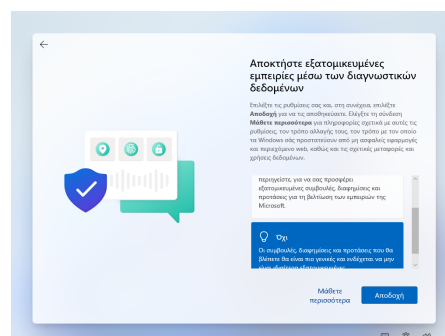 Αποκτήστε εξατομικευμένες
εμπειρίες μέσω των διαγνωστικών
δεδομένων
Επιλέξτε τις ρυθμίσεις σας και, στη συνέχεια, επιλέξτε
Αποδοχή για να τις αποθηκεύσετε. Ελέγξτε τη σύνδεση
Μάθετε περισσότερα για πληροφορίες σχετικά με αυτές τις
ρυθμίσεις, τον τρόπο αλλαγής τους, τον τρόπο με τον οποίο
τα Windows σάς προστατεύουν από μη ασφαλείς εφαρμογές
και περιεχόμενο web, καθώς και τις σχετικές μεταφορές και
χρήσεις δεδομένων.
περιηγείστε, για να σας προσφέρει
εξατομικευμένες συμβουλές, διαφημίσεις και
προτάσεις για τη βελτίωση των εμπειριών της
Microsoft.
Όχι
Οι συμβουλές, διαφημίσεις και προτάσεις που θα
βλέπετε θα είναι πιο γενικές και ενδέχεται να μην
είναι ιδιαίτερα εξατομικευμένες.
Μάθετε
περισσότερα
Αποδοχή